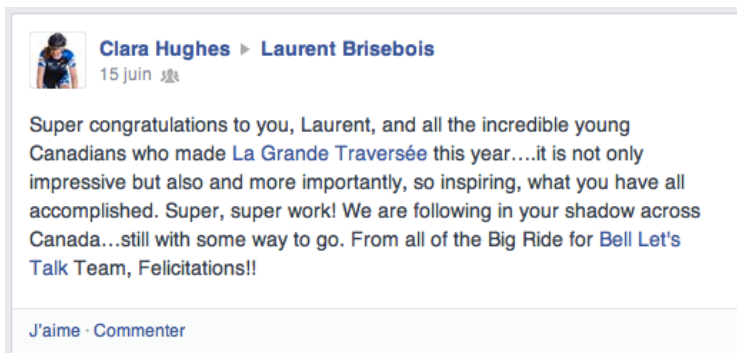 Clara Hughes ▸ Laurent Brisebois
15 juin
Super congratulations to you, Laurent, and all the incredible young
Canadians who made La Grande Traversée this year....it is not only
impressive but also and more importantly, so inspiring, what you have all
accomplished. Super, super work! We are following in your shadow across
Canada...still with some way to go. From all of the Big Ride for Bell Let's
Talk Team, Felicitations!!
J'aime · Commenter